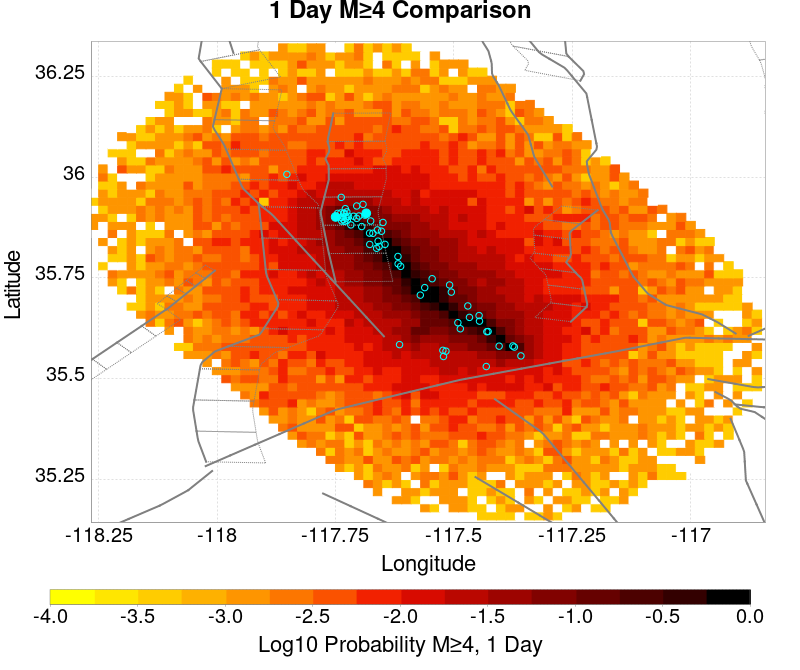 1 Day M≥4 Comparison
36.25
36
35.75
35.5
35.25
Latitude
-118.25 -118 -117.75 -117.5 -117.25 -117
Longitude
-4.0 -3.5 -3.0 -2.5 -2.0 -1.5 -1.0 -0.5 0.0
Log10 Probability M≥4, 1 Day